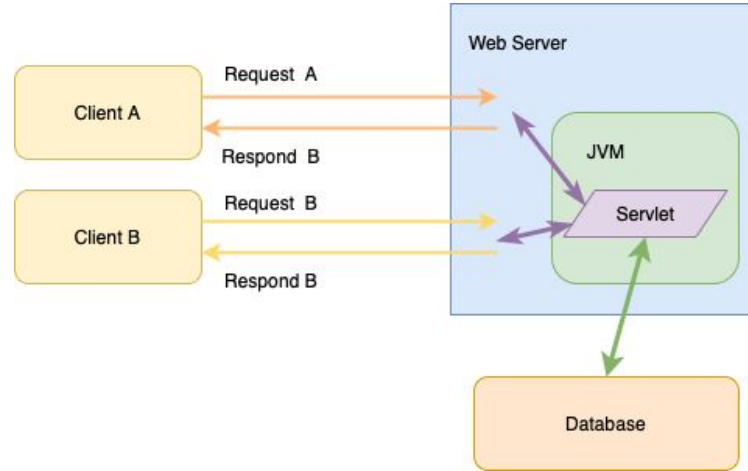 Web Server
Request A
Client A
Respond B
JVM
Request B
Servlet
Client B
Respond B
Database